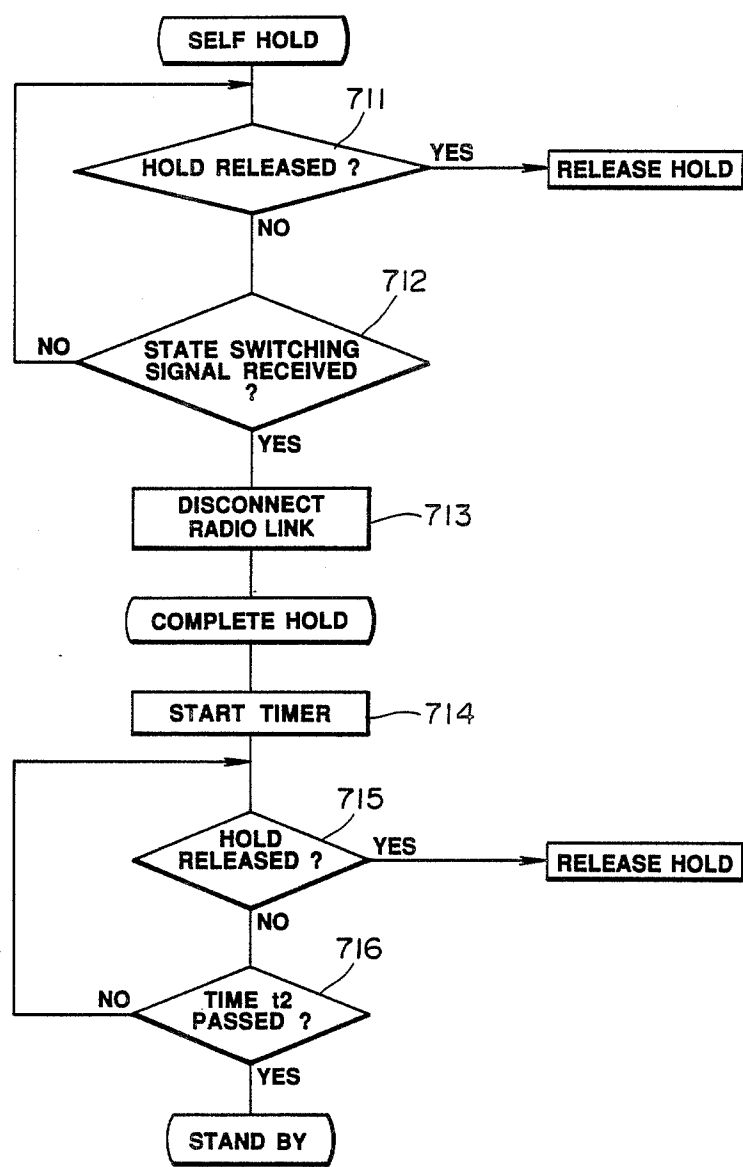 SELF HOLD
711
HOLD RELEASED ?
YES
RELEASE HOLD
NO
712
STATE SWITCHING
SIGNAL RECEIVED
?
NO
YES
DISCONNECT
RADIO LINK
713
COMPLETE HOLD
START TIMER
714
715
HOLD
RELEASED ?
YES
RELEASE HOLD
NO
716
TIME t2
PASSED ?
NO
YES
STAND BY